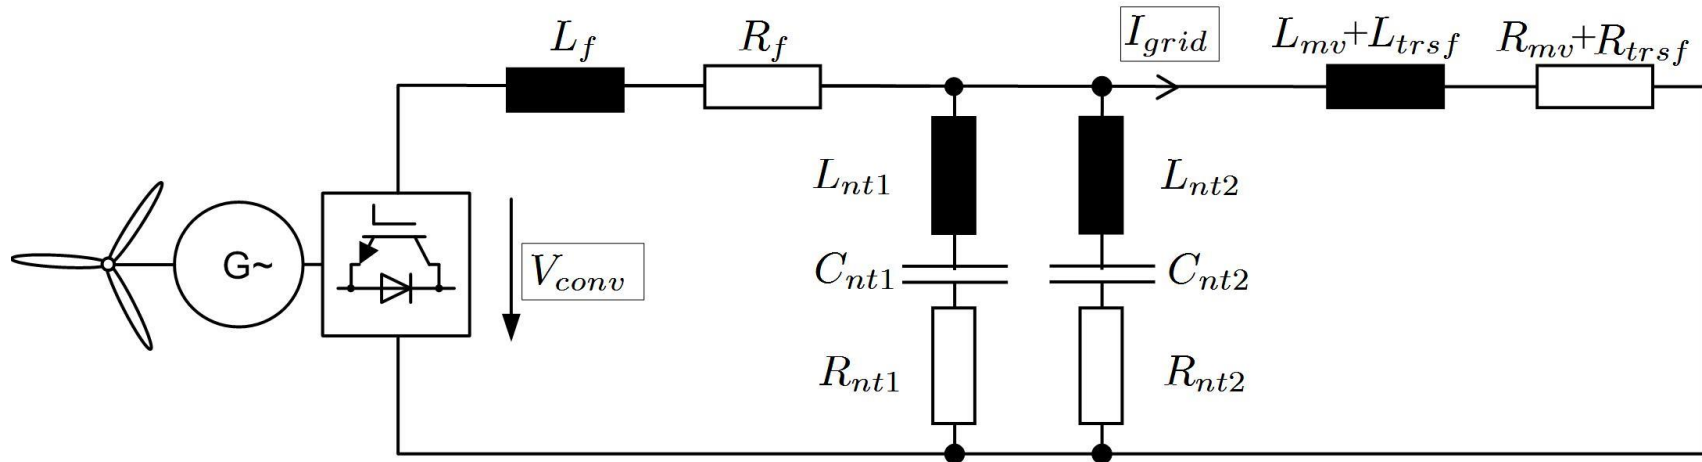 L_f
R_f
I_grid
L_mv+L_trsf
R_mv+R_trsf
L_nt1
L_nt2
G~
V_conv
C_nt1
C_nt2
R_nt1
R_nt2